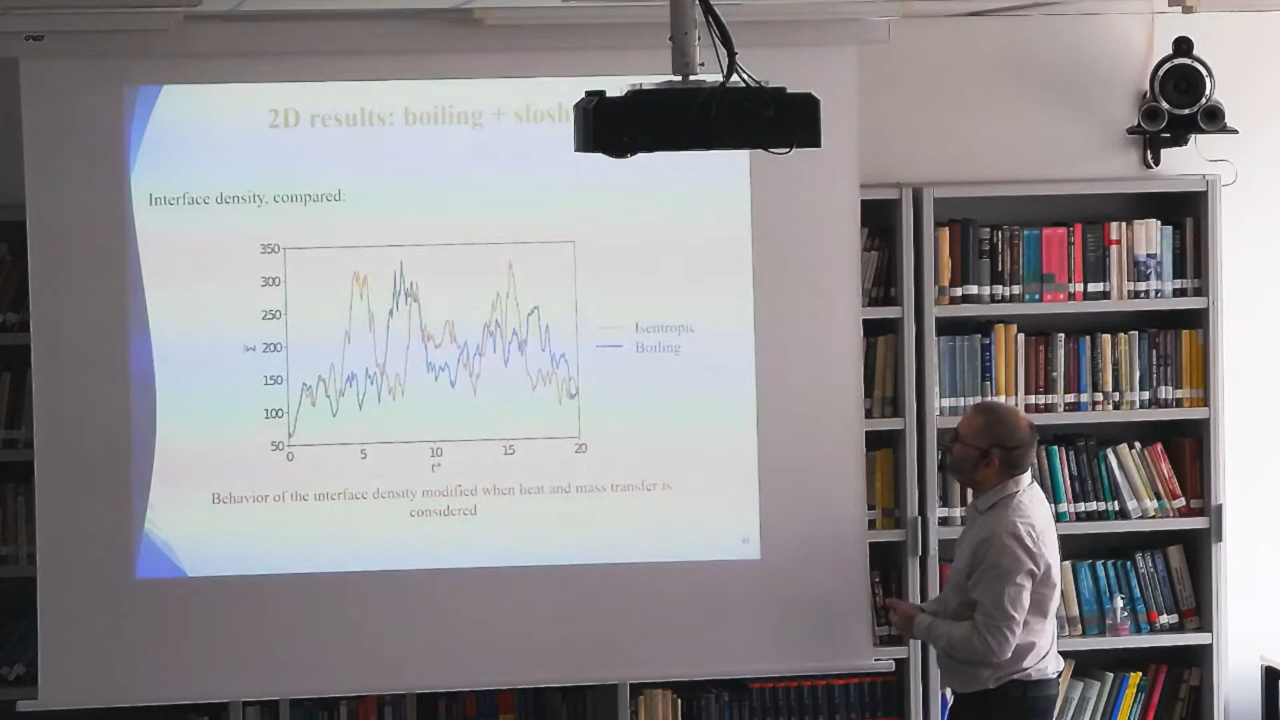 2D results: boiling + slosh
Interface density, compared:
350
300
250
200
150
100
50
Σ
0
5
10
15
20
t*
Isentropic
Boiling
Behavior of the interface density modified when heat and mass transfer is
considered